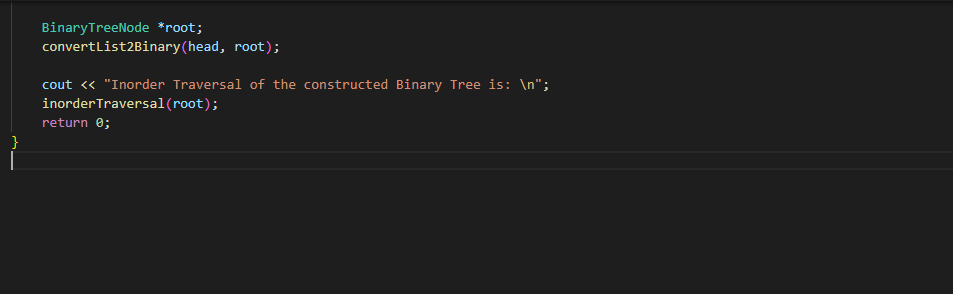 BinaryTreeNode *root;
convertList2Binary(head, root);
cout << "Inorder Traversal of the constructed Binary Tree is: \n";
inorderTraversal(root);
return 0;
}